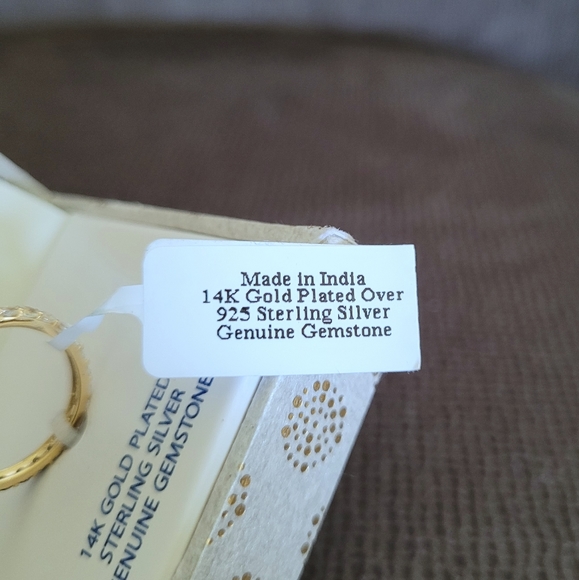 Made in India
14K Gold Plated Over
925 Sterling Silver
Genuine Gemstone
14K GOLD PLATED
STERLING SILVER
ENUINE GEMSTONE